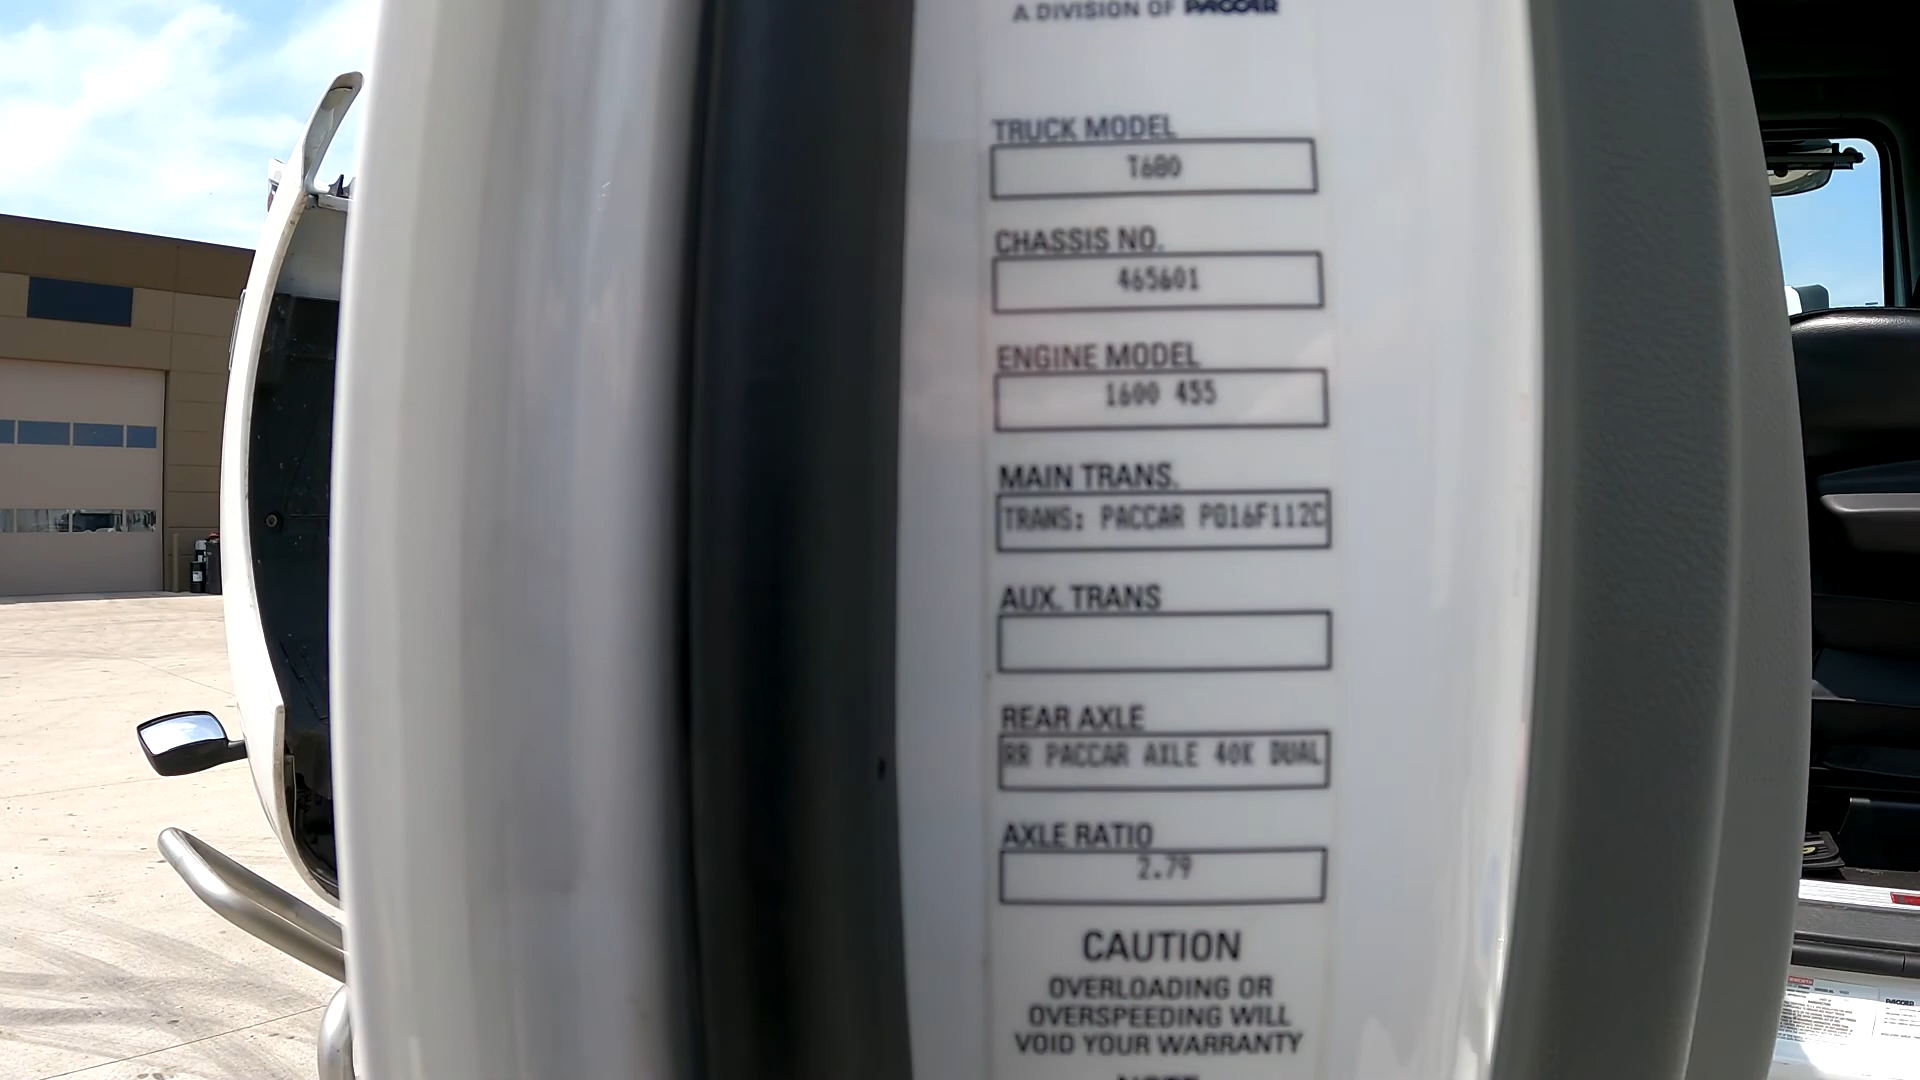 A DIVISION OF PACCAR
TRUCK MODEL
T680
CHASSIS NO.
465601
ENGINE MODEL
1600 455
MAIN TRANS.
TRANS: PACCAR PO16F112C
AUX. TRANS
REAR AXLE
RR PACCAR AXLE 40K DUAL
AXLE RATIO
2.79
CAUTION
OVERLOADING OR
OVERSPEEDING WILL
VOID YOUR WARRANTY